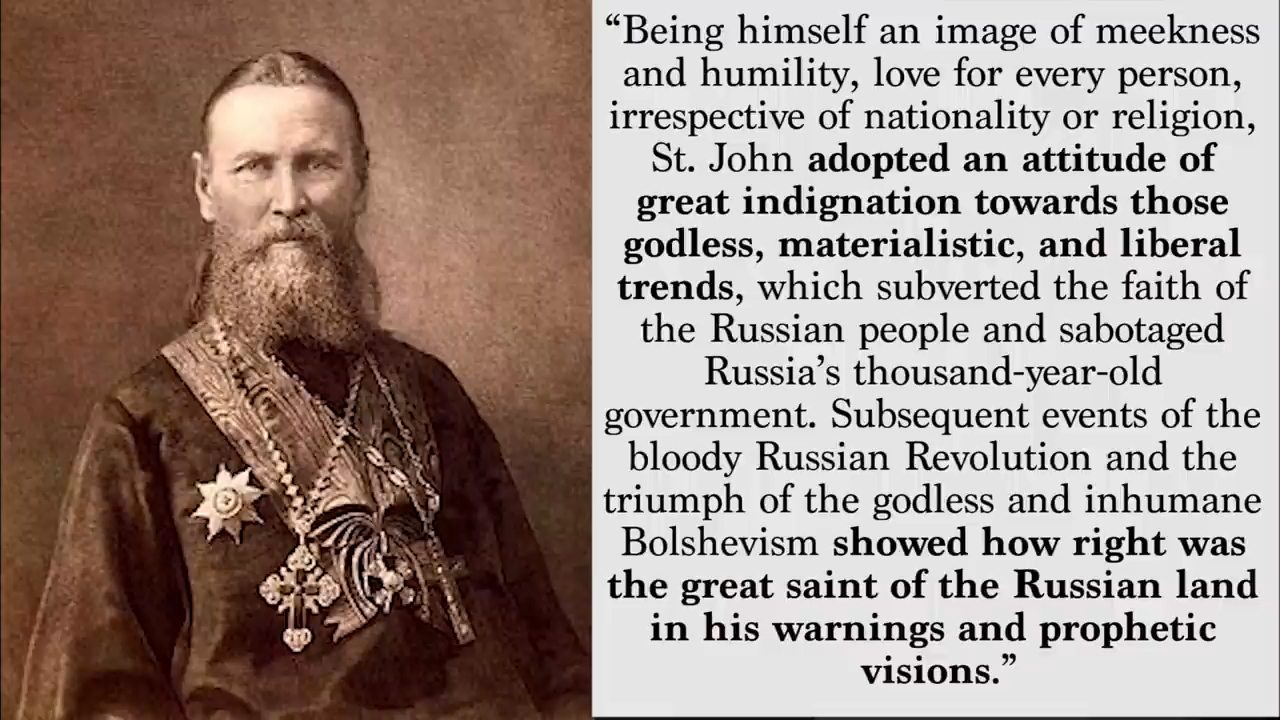 “Being himself an image of meekness
and humility, love for every person,
irrespective of nationality or religion,
St. John adopted an attitude of
great indignation towards those
godless, materialistic, and liberal
trends, which subverted the faith of
the Russian people and sabotaged
Russia’s thousand-year-old
government. Subsequent events of the
bloody Russian Revolution and the
triumph of the godless and inhumane
Bolshevism showed how right was
the great saint of the Russian land
in his warnings and prophetic
visions.”